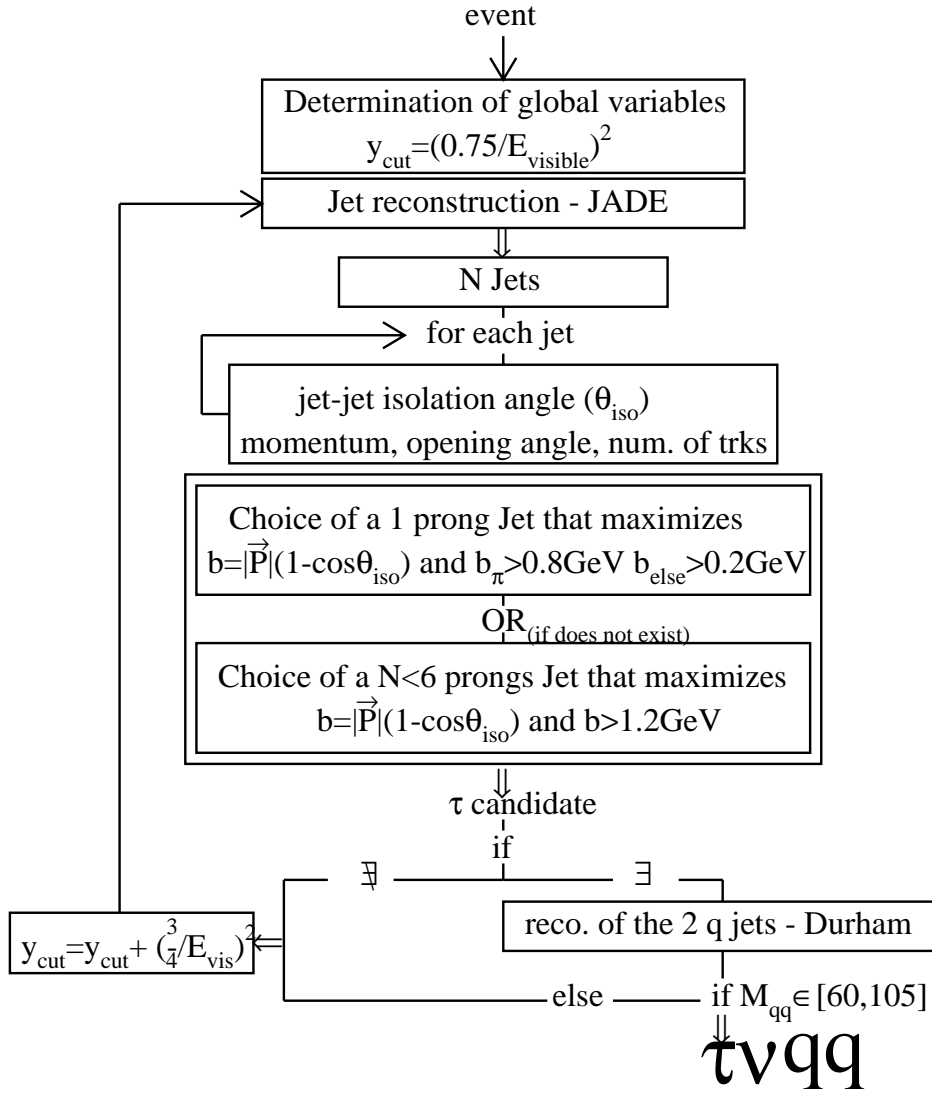 event
Determination of global variables
y_cut=(0.75/E_visible)^2
Jet reconstruction - JADE
⇓
N Jets
for each jet
jet-jet isolation angle (θ_iso)
momentum, opening angle, num. of trks
Choice of a 1 prong Jet that maximizes
b=|P⃗|(1-cosθ_iso) and b_π>0.8GeV b_else>0.2GeV
OR(if does not exist)
Choice of a N<6 prongs Jet that maximizes
b=|P⃗|(1-cosθ_iso) and b>1.2GeV
⇓
τ candidate
if
∄ ∃
reco. of the 2 q jets - Durham
y_cut=y_cut+ (3/4/E_vis)^2 ⇐
else if M_qq∈[60,105]
⇓
τνqq